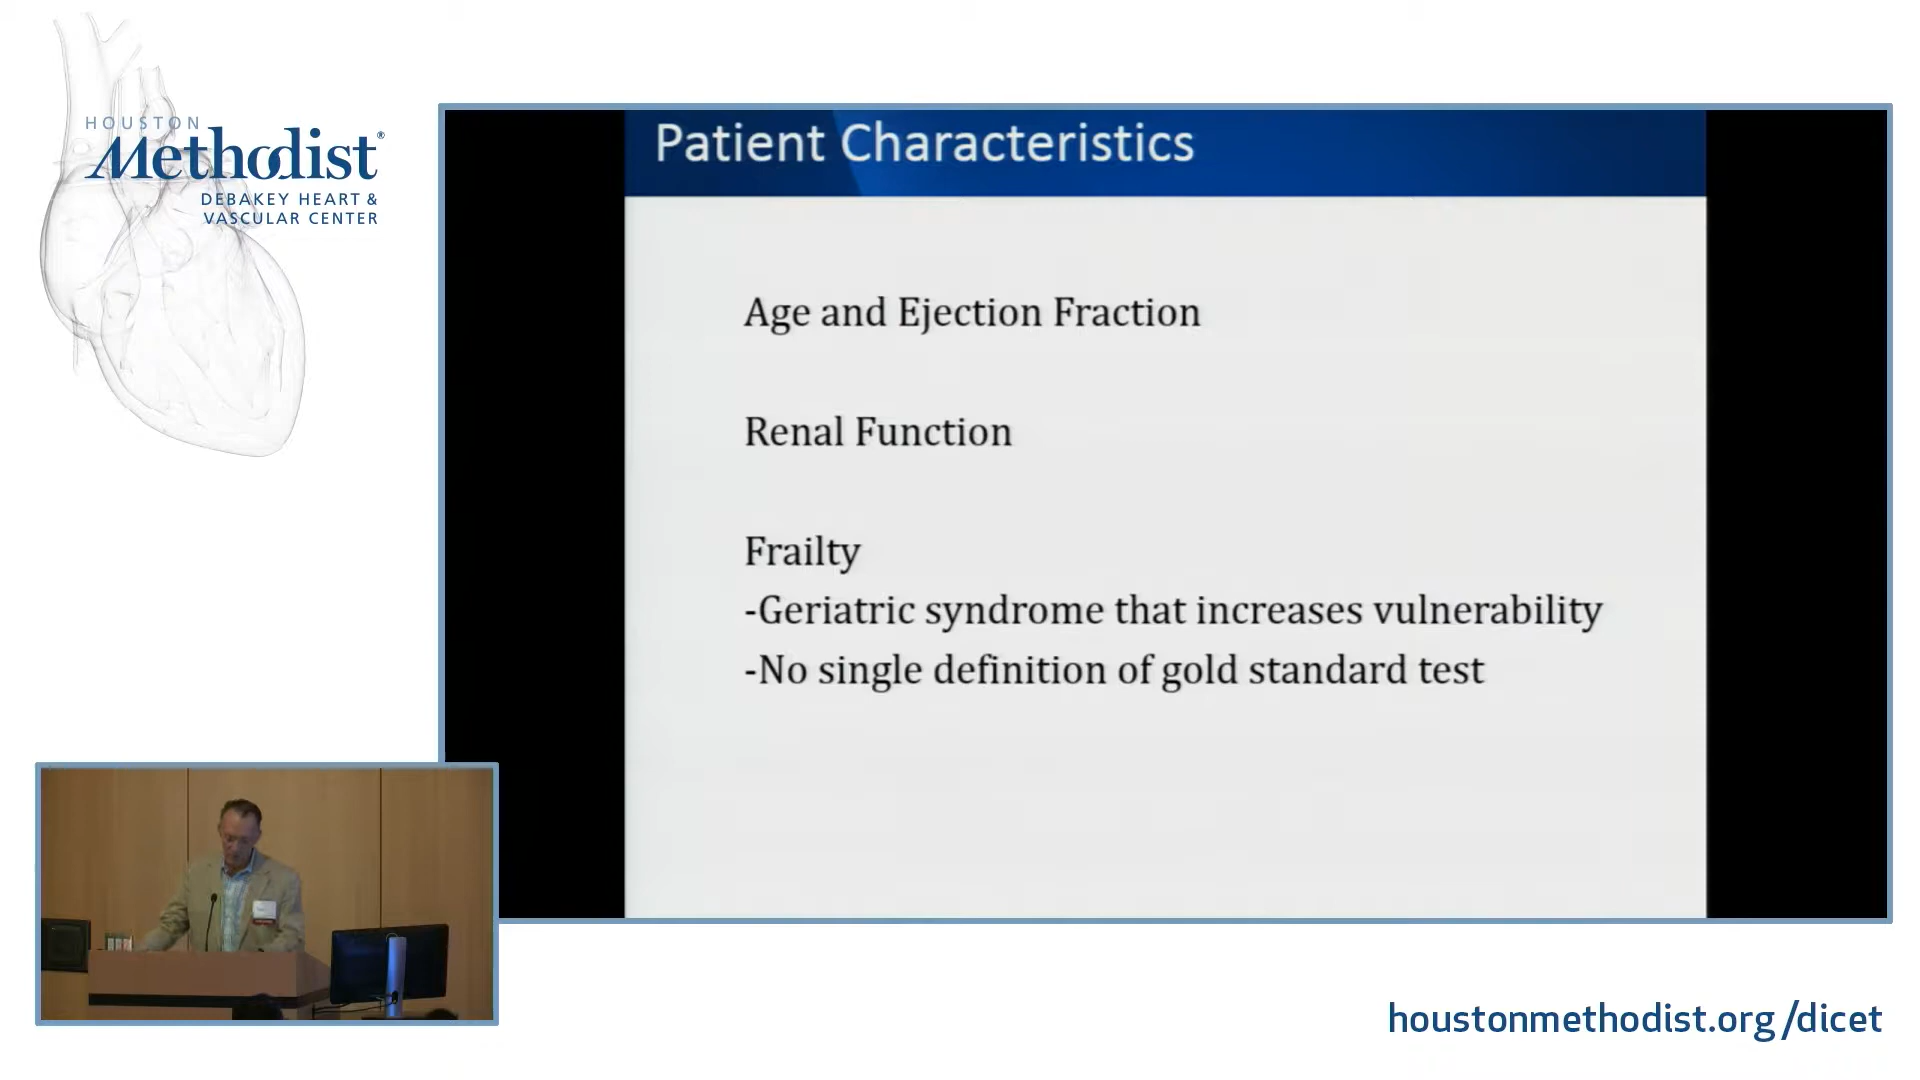 HOUSTON
Methodist®
DEBAKEY HEART &
VASCULAR CENTER
Patient Characteristics
Age and Ejection Fraction
Renal Function
Frailty
-Geriatric syndrome that increases vulnerability
-No single definition of gold standard test
houstonmethodist.org/dicet